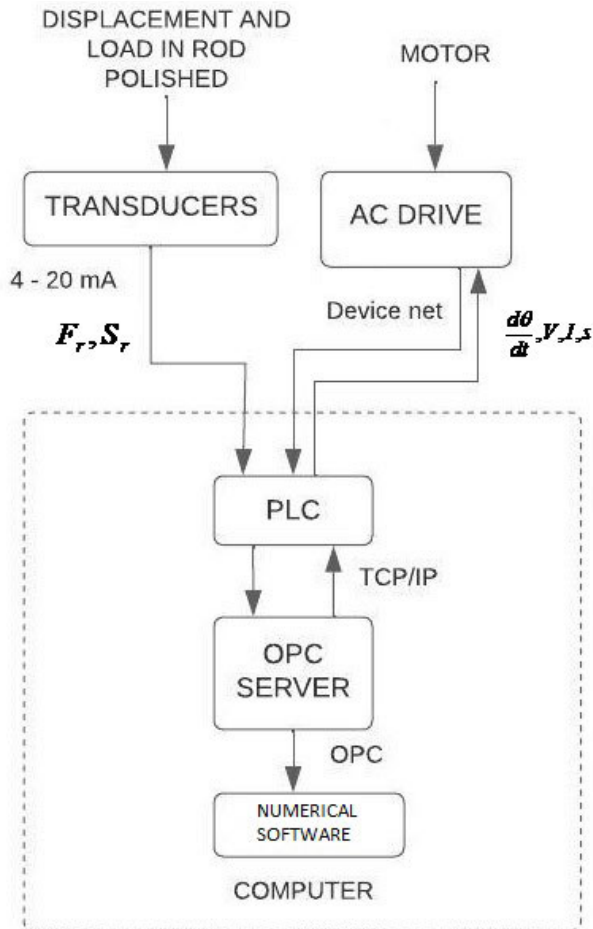 DISPLACEMENT AND
LOAD IN ROD
POLISHED
MOTOR
TRANSDUCERS
AC DRIVE
4 - 20 mA
Device net
F_r, S_r
dθ/dt, V, I, s
PLC
TCP/IP
OPC
SERVER
OPC
NUMERICAL
SOFTWARE
COMPUTER